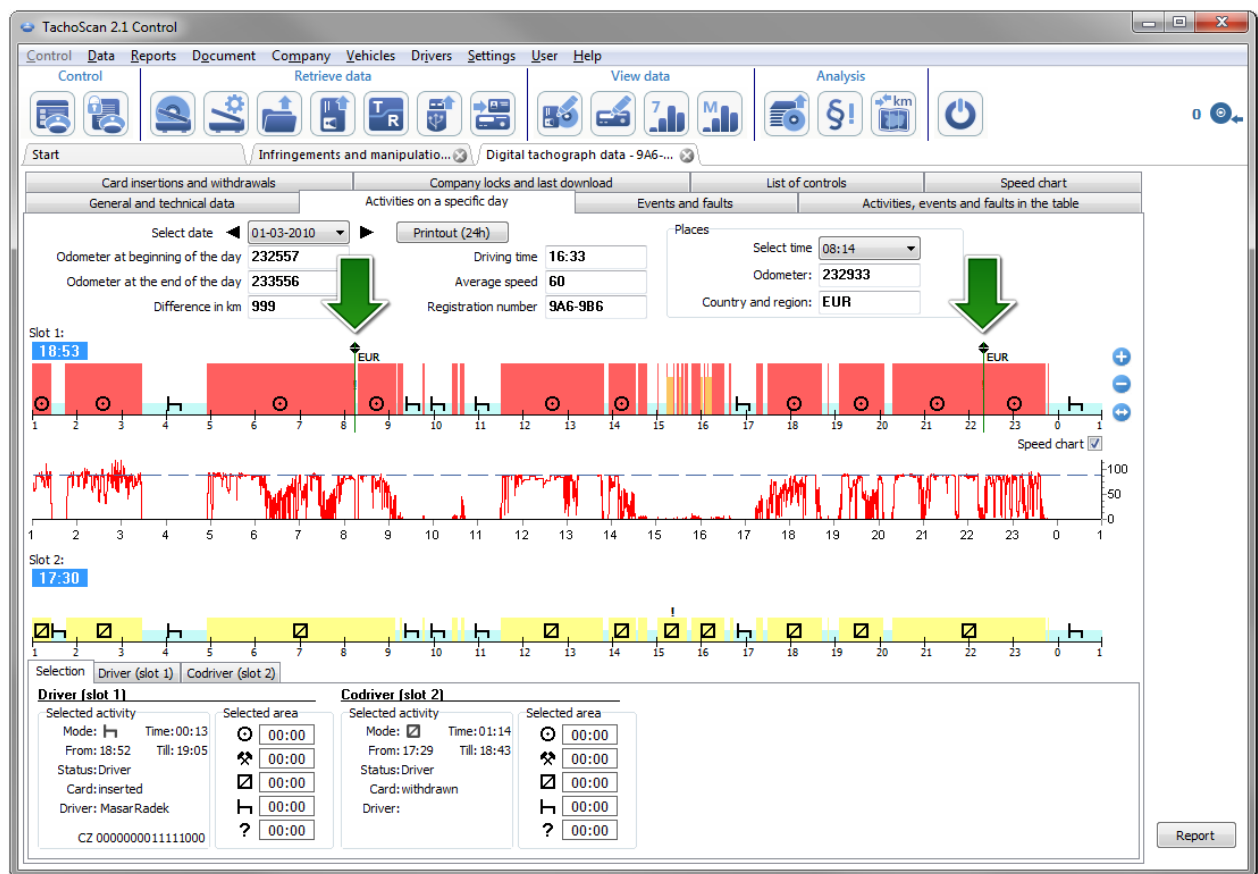 TachoScan 2.1 Control
Control Data Reports Document Company Vehicles Drivers Settings User Help
Control Retrieve data View data Analysis
T R 7 M §! km
0
Start Infringements and manipulatio... Digital tachograph data - 9A6-...
Card insertions and withdrawals Company locks and last download List of controls Speed chart
General and technical data Activities on a specific day Events and faults Activities, events and faults in the table
Select date 01-03-2010 Printout (24h) Places
Select time 08:14
Odometer at beginning of the day 232557 Driving time 16:33
Odometer: 232933
Odometer at the end of the day 233556 Average speed 60
Country and region: EUR
Difference in km 999 Registration number 9A6-9B6
Slot 1:
18:53
EUR EUR
1 2 3 4 5 6 7 8 9 10 11 12 13 14 15 16 17 18 19 20 21 22 23 0 1
Speed chart
100
50
0
1 2 3 4 5 6 7 8 9 10 11 12 13 14 15 16 17 18 19 20 21 22 23 0 1
Slot 2:
17:30
!
1 2 3 4 5 6 7 8 9 10 11 12 13 14 15 16 17 18 19 20 21 22 23 0 1
Selection Driver (slot 1) Codriver (slot 2)
Driver (slot 1) Codriver (slot 2)
Selected activity Selected area Selected activity Selected area
Mode: Time:00:13 00:00 Mode: Time:01:14 00:00
From: 18:52 Till: 19:05 00:00 From: 17:29 Till: 18:43 00:00
Status:Driver 00:00 Status:Driver 00:00
Card:inserted Card:withdrawn
Driver: MasarRadek 00:00 Driver: 00:00
CZ 0000000011111000 ? 00:00 ? 00:00
Report